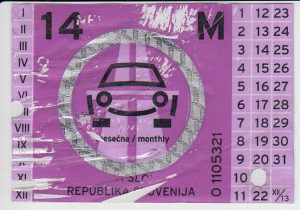 14 M
I
II
III
IV
V
VI
VII
VIII
IX
XI
XII
mesečna / monthly
SLO
REPUBLIKA SLOVENIJA
O 1105321
1 12 23
2 13 24
3 14 25
4 15 26
5 16 27
6 17 28
7 18 29
8 19 30
9 20 31
10 21
11 22 XII/13